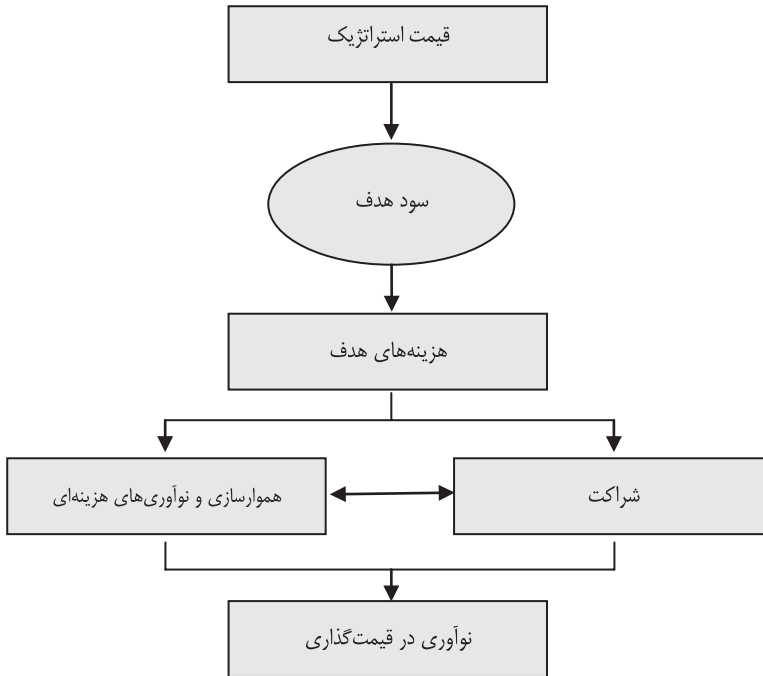 قیمت استراتژیک
سود هدف
هزینه‌های هدف
شراکت
هموارسازی و نوآوری‌های هزینه‌ای
نوآوری در قیمت‌گذاری